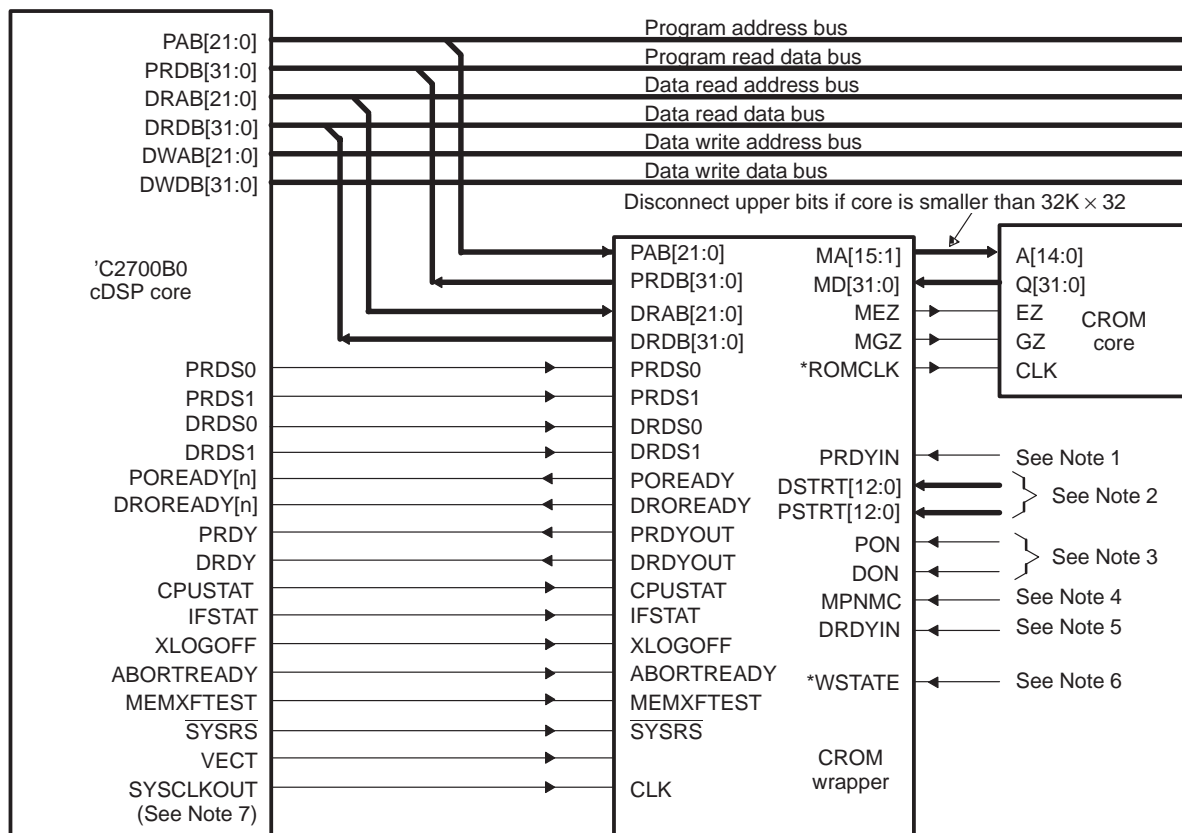 Program address bus
Program read data bus
Data read address bus
Data read data bus
Data write address bus
Data write data bus
Disconnect upper bits if core is smaller than 32K × 32
PAB[21:0]
PRDB[31:0]
DRAB[21:0]
DRDB[31:0]
DWAB[21:0]
DWDB[31:0]
'C2700B0
cDSP core
PRDS0
PRDS1
DRDS0
DRDS1
POREADY[n]
DROREADY[n]
PRDY
DRDY
CPUSTAT
IFSTAT
XLOGOFF
ABORTREADY
MEMXFTEST
SYSRS
VECT
SYSCLKOUT
(See Note 7)
PAB[21:0]
PRDB[31:0]
DRAB[21:0]
DRDB[31:0]
PRDS0
PRDS1
DRDS0
DRDS1
POREADY
DROREADY
PRDYOUT
DRDYOUT
CPUSTAT
IFSTAT
XLOGOFF
ABORTREADY
MEMXFTEST
SYSRS
CLK
MA[15:1]
MD[31:0]
MEZ
MGZ
*ROMCLK
PRDYIN
DSTRT[12:0]
PSTRT[12:0]
PON
DON
MPNMC
DRDYIN
*WSTATE
CROM
wrapper
A[14:0]
Q[31:0]
EZ
GZ
CLK
CROM
core
See Note 1
See Note 2
See Note 3
See Note 4
See Note 5
See Note 6